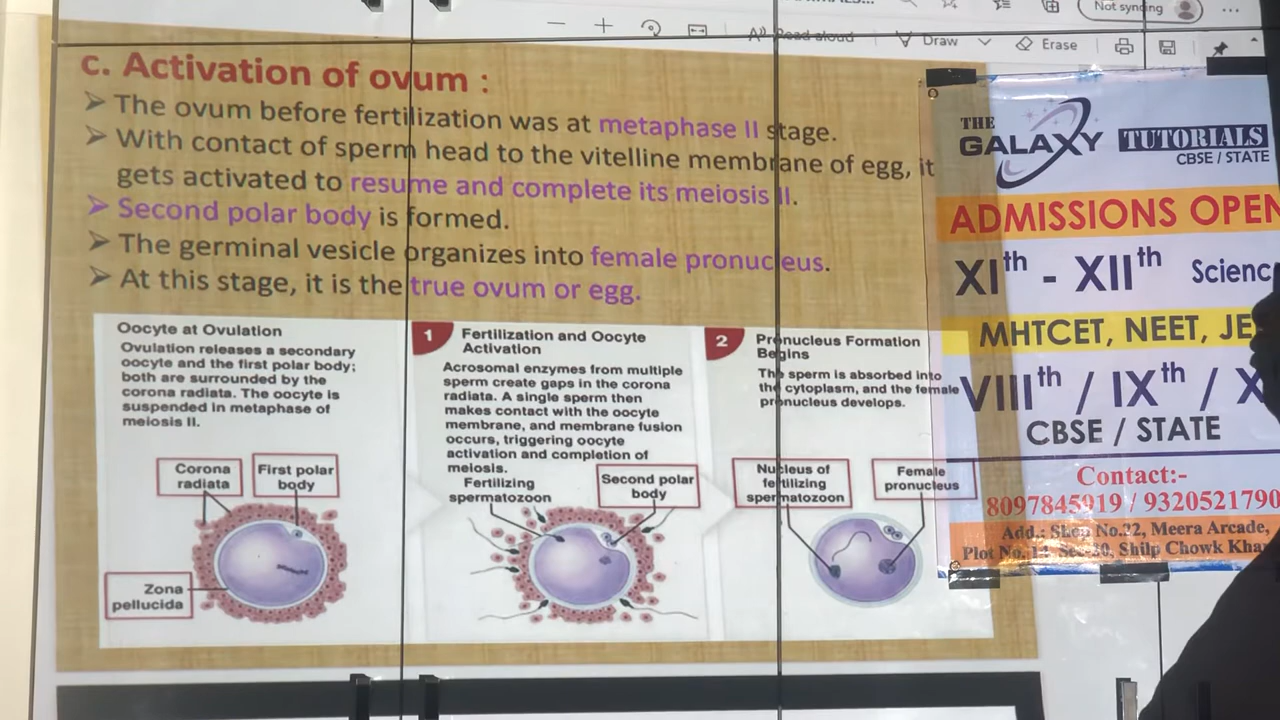 Not syncing
Read aloud
Draw
Erase
c. Activation of ovum :
➤ The ovum before fertilization was at metaphase II stage.
➤ With contact of sperm head to the vitelline membrane of egg, it
gets activated to resume and complete its meiosis II.
➤ Second polar body is formed.
➤ The germinal vesicle organizes into female pronucleus.
➤ At this stage, it is the true ovum or egg.
Oocyte at Ovulation
Ovulation releases a secondary
oocyte and the first polar body;
both are surrounded by the
corona radiata. The oocyte is
suspended in metaphase of
meiosis II.
Corona
radiata
First polar
body
Zona
pellucida
1
Fertilization and Oocyte
Activation
Acrosomal enzymes from multiple
sperm create gaps in the corona
radiata. A single sperm then
makes contact with the oocyte
membrane, and membrane fusion
occurs, triggering oocyte
activation and completion of
meiosis.
Fertilizing
spermatozoon
Second polar
body
2
Pronucleus Formation
Begins
The sperm is absorbed into
the cytoplasm, and the female
pronucleus develops.
Nucleus of
fertilizing
spermatozoon
Female
pronucleus
THE
GALAXY TUTORIALS
CBSE / STATE
ADMISSIONS OPEN
XIth - XIIth Scienc
MHTCET, NEET, JE
VIIIth / IXth / X
CBSE / STATE
Contact:-
8097845919 / 9320521790
Add.: Shop No.22, Meera Arcade,
Plot No. 14, Sec-30, Shilp Chowk Khar